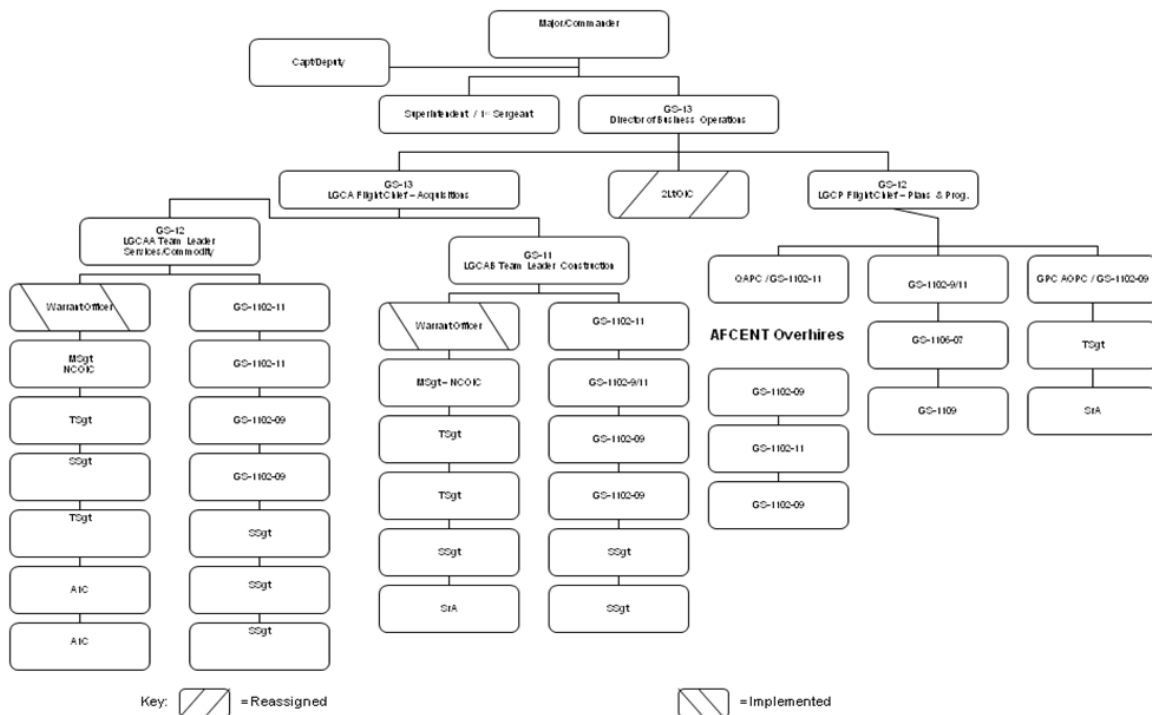 Major/Commander
Capt/Deputy
Superintendent / 1st Sergeant
GS-13
Director of Business Operations
GS-13
LGCA Flight Chief – Acquisitions
2Lt/OIC
GS-12
LGCP Flight Chief – Plans & Prog.
GS-12
LGCAA Team Leader
Services/Commodity
GS-11
LGCAB Team Leader Construction
Warrant Officer
MSgt
NCOIC
TSgt
SSgt
TSgt
A1C
A1C
GS-1102-11
GS-1102-11
GS-1102-09
GS-1102-09
SSgt
SSgt
SSgt
Warrant Officer
MSgt – NCOIC
TSgt
TSgt
SSgt
SrA
GS-1102-11
GS-1102-9/11
GS-1102-09
GS-1102-09
SSgt
SSgt
QAPC / GS-1102-11
AFCENT Overhires
GS-1102-09
GS-1102-11
GS-1102-09
GS-1102-9/11
GS-1106-07
GS-1109
GPC AOPC / GS-1102-09
TSgt
SrA
Key: = Reassigned
= Implemented